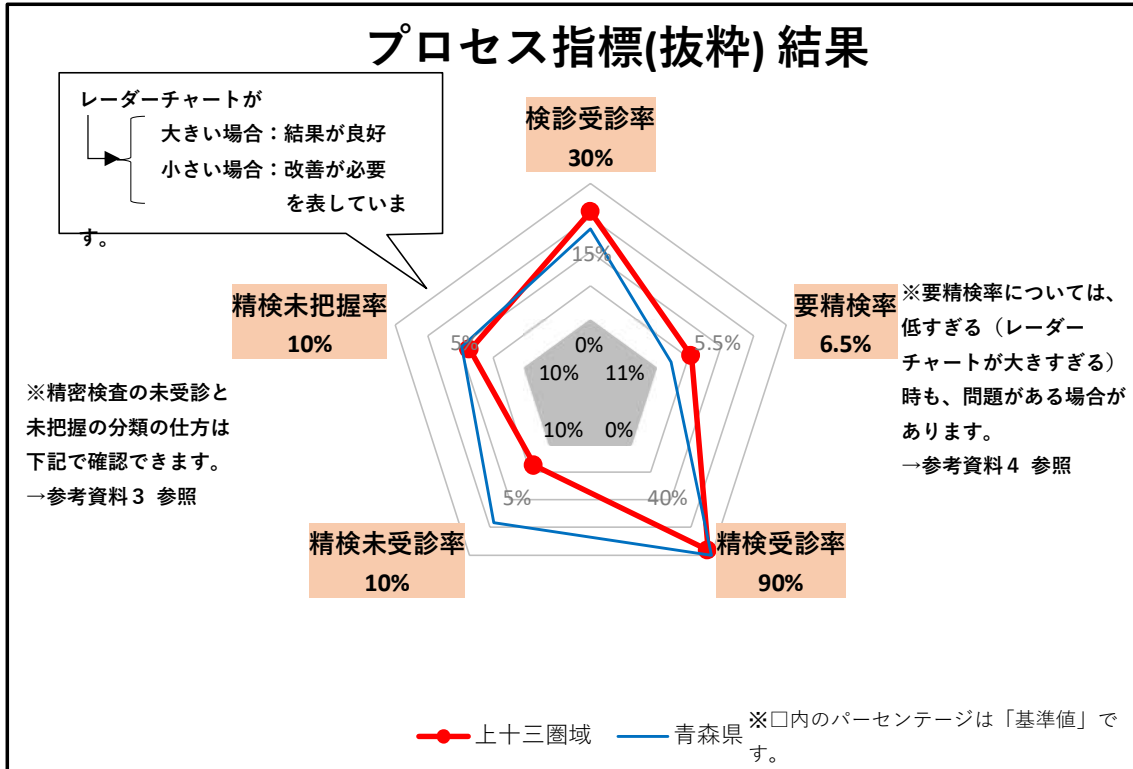 プロセス指標(抜粋) 結果
レーダーチャートが
大きい場合：結果が良好
小さい場合：改善が必要
を表していま
す。
検診受診率
30%
15%
精検未把握率
10%
5%
要精検率
6.5%
5.5%
※要精検率については、
低すぎる（レーダー
チャートが大きすぎる）
時も、問題がある場合が
あります。
→参考資料４ 参照
0%
10%
11%
10%
0%
※精密検査の未受診と
未把握の分類の仕方は
下記で確認できます。
→参考資料３ 参照
5%
40%
精検未受診率
10%
精検受診率
90%
上十三圏域
青森県
※□内のパーセンテージは「基準値」で
す。